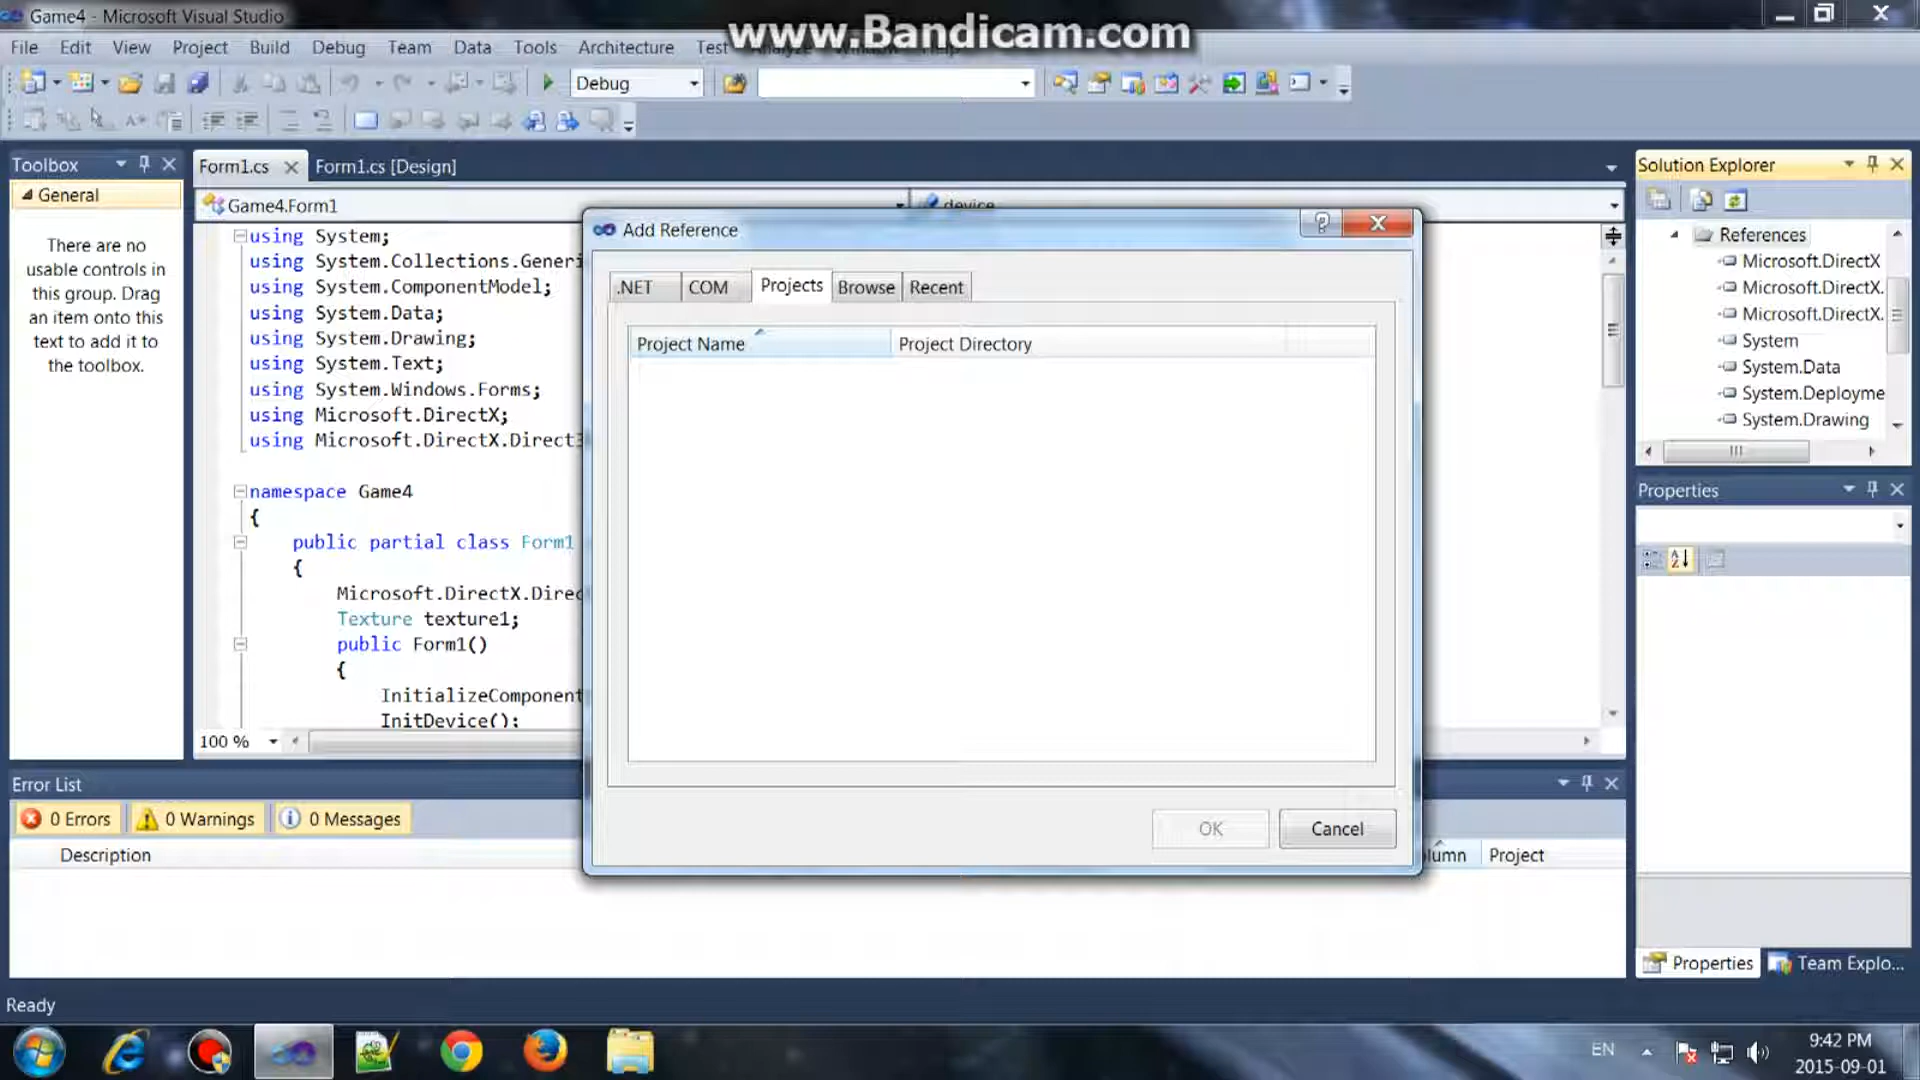 Game4 - Microsoft Visual Studio
www.Bandicam.com
File Edit View Project Build Debug Team Data Tools Architecture Test Analyze Window Help
Debug
Toolbox
General
There are no
usable controls in
this group. Drag
an item onto this
text to add it to
the toolbox.
Form1.cs
Form1.cs [Design]
Game4.Form1
device
using System;
using System.Collections.Generi
using System.ComponentModel;
using System.Data;
using System.Drawing;
using System.Text;
using System.Windows.Forms;
using Microsoft.DirectX;
using Microsoft.DirectX.Direct3
namespace Game4
{
public partial class Form1
{
Microsoft.DirectX.Direc
Texture texture1;
public Form1()
{
InitializeComponent
InitDevice();
100 %
Add Reference
.NET COM Projects Browse Recent
Project Name Project Directory
OK Cancel
Solution Explorer
References
Microsoft.DirectX
Microsoft.DirectX.
Microsoft.DirectX.
System
System.Data
System.Deployme
System.Drawing
Properties
Properties Team Explo...
Error List
0 Errors 0 Warnings 0 Messages
Description lumn Project
Ready
EN
9:42 PM
2015-09-01